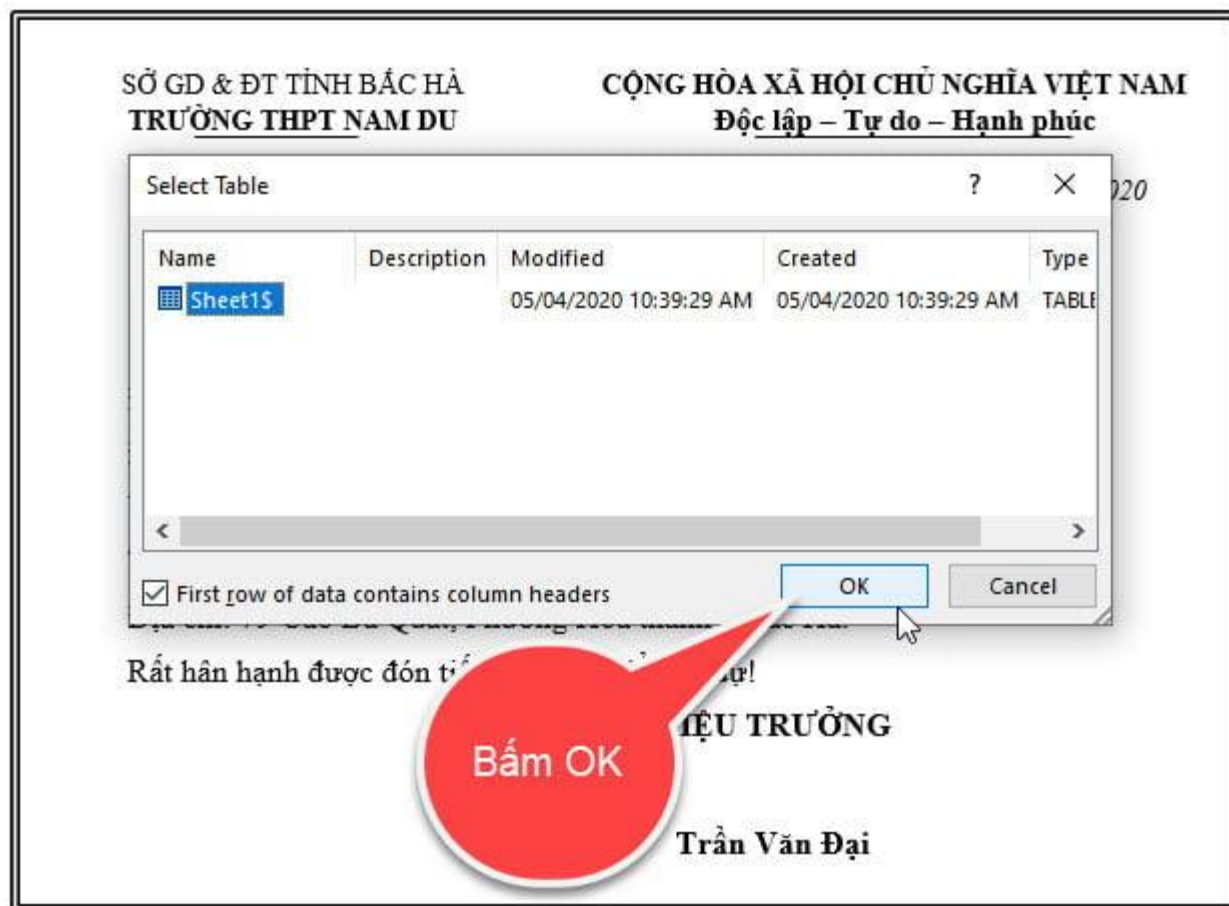 SỞ GD & ĐT TỈNH BẮC HÀ
TRƯỜNG THPT NAM DU
CỘNG HÒA XÃ HỘI CHỦ NGHĨA VIỆT NAM
Độc lập – Tự do – Hạnh phúc
Select Table
?
Name Description Modified Created Type
Sheet1$ 05/04/2020 10:39:29 AM 05/04/2020 10:39:29 AM TABLE
First row of data contains column headers
OK
Cancel
Rất hân hạnh được đón
IỆU TRƯỞNG
Bấm OK
Trần Văn Đại